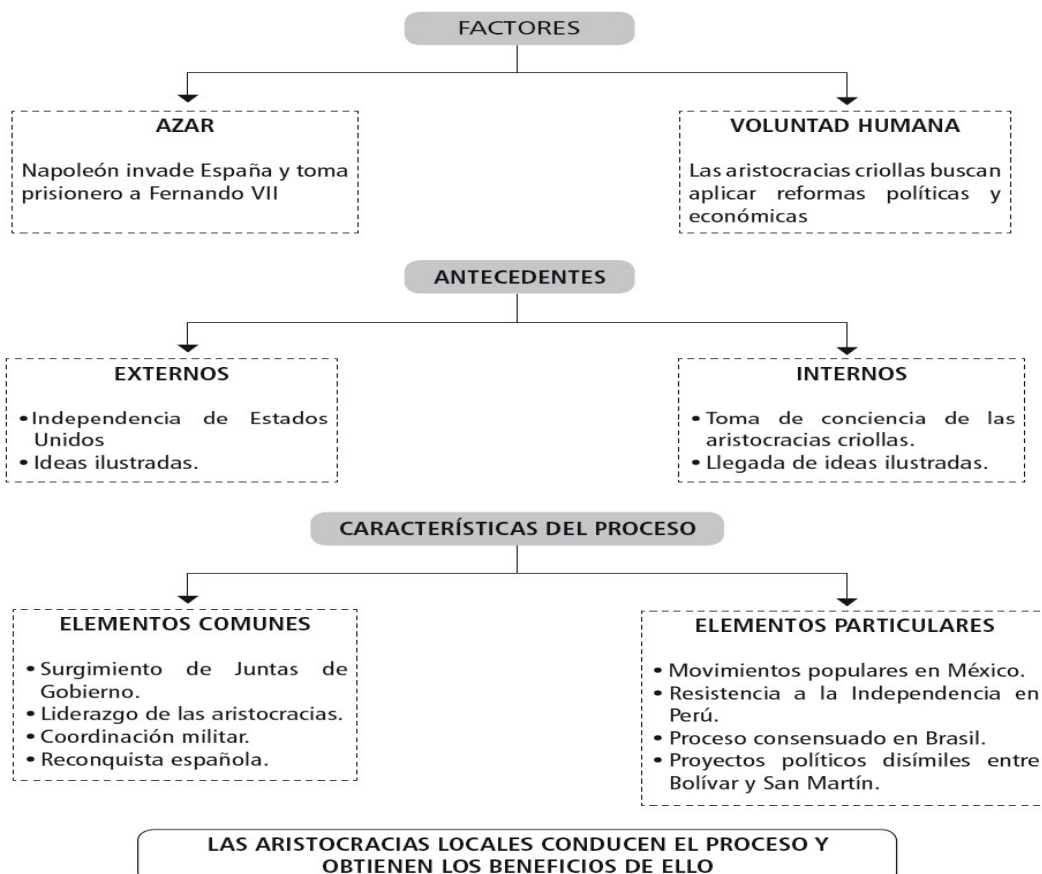 FACTORES
AZAR
Napoleón invade España y toma
prisionero a Fernando VII
VOLUNTAD HUMANA
Las aristocracias criollas buscan
aplicar reformas políticas y
económicas
ANTECEDENTES
EXTERNOS
• Independencia de Estados
Unidos
• Ideas ilustradas.
INTERNOS
• Toma de conciencia de las
aristocracias criollas.
• Llegada de ideas ilustradas.
CARACTERÍSTICAS DEL PROCESO
ELEMENTOS COMUNES
• Surgimiento de Juntas de
Gobierno.
• Liderazgo de las aristocracias.
• Coordinación militar.
• Reconquista española.
ELEMENTOS PARTICULARES
• Movimientos populares en México.
• Resistencia a la Independencia en
Perú.
• Proceso consensuado en Brasil.
• Proyectos políticos disímiles entre
Bolívar y San Martín.
LAS ARISTOCRACIAS LOCALES CONDUCEN EL PROCESO Y
OBTIENEN LOS BENEFICIOS DE ELLO